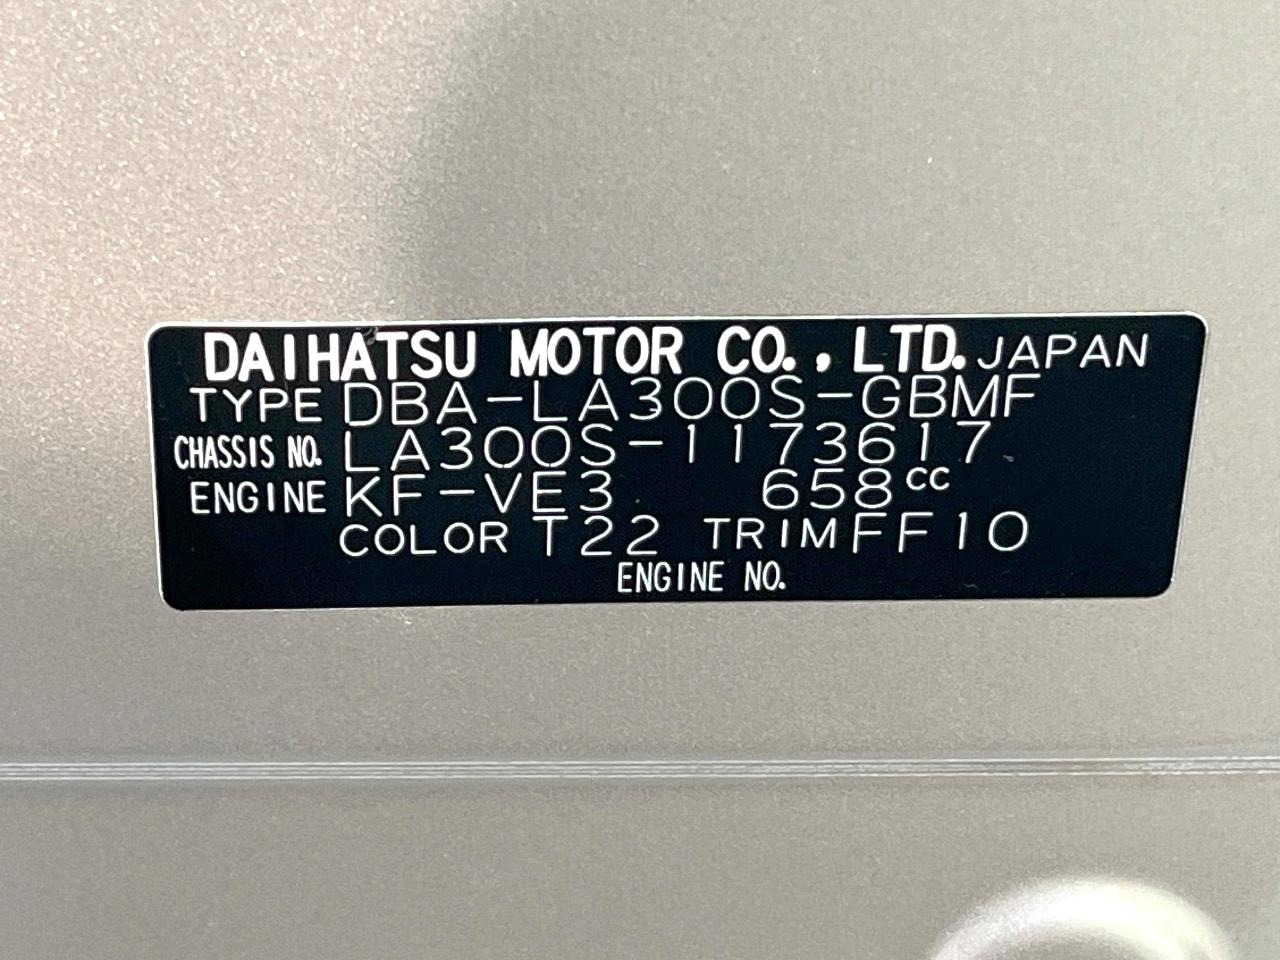 DAIHATSU MOTOR CO., LTD. JAPAN
TYPE DBA-LA300S-GBMF
CHASSIS NO. LA300S-1173617
ENGINE KF-VE3 658cc
COLOR T22 TRIM FF10
ENGINE NO.